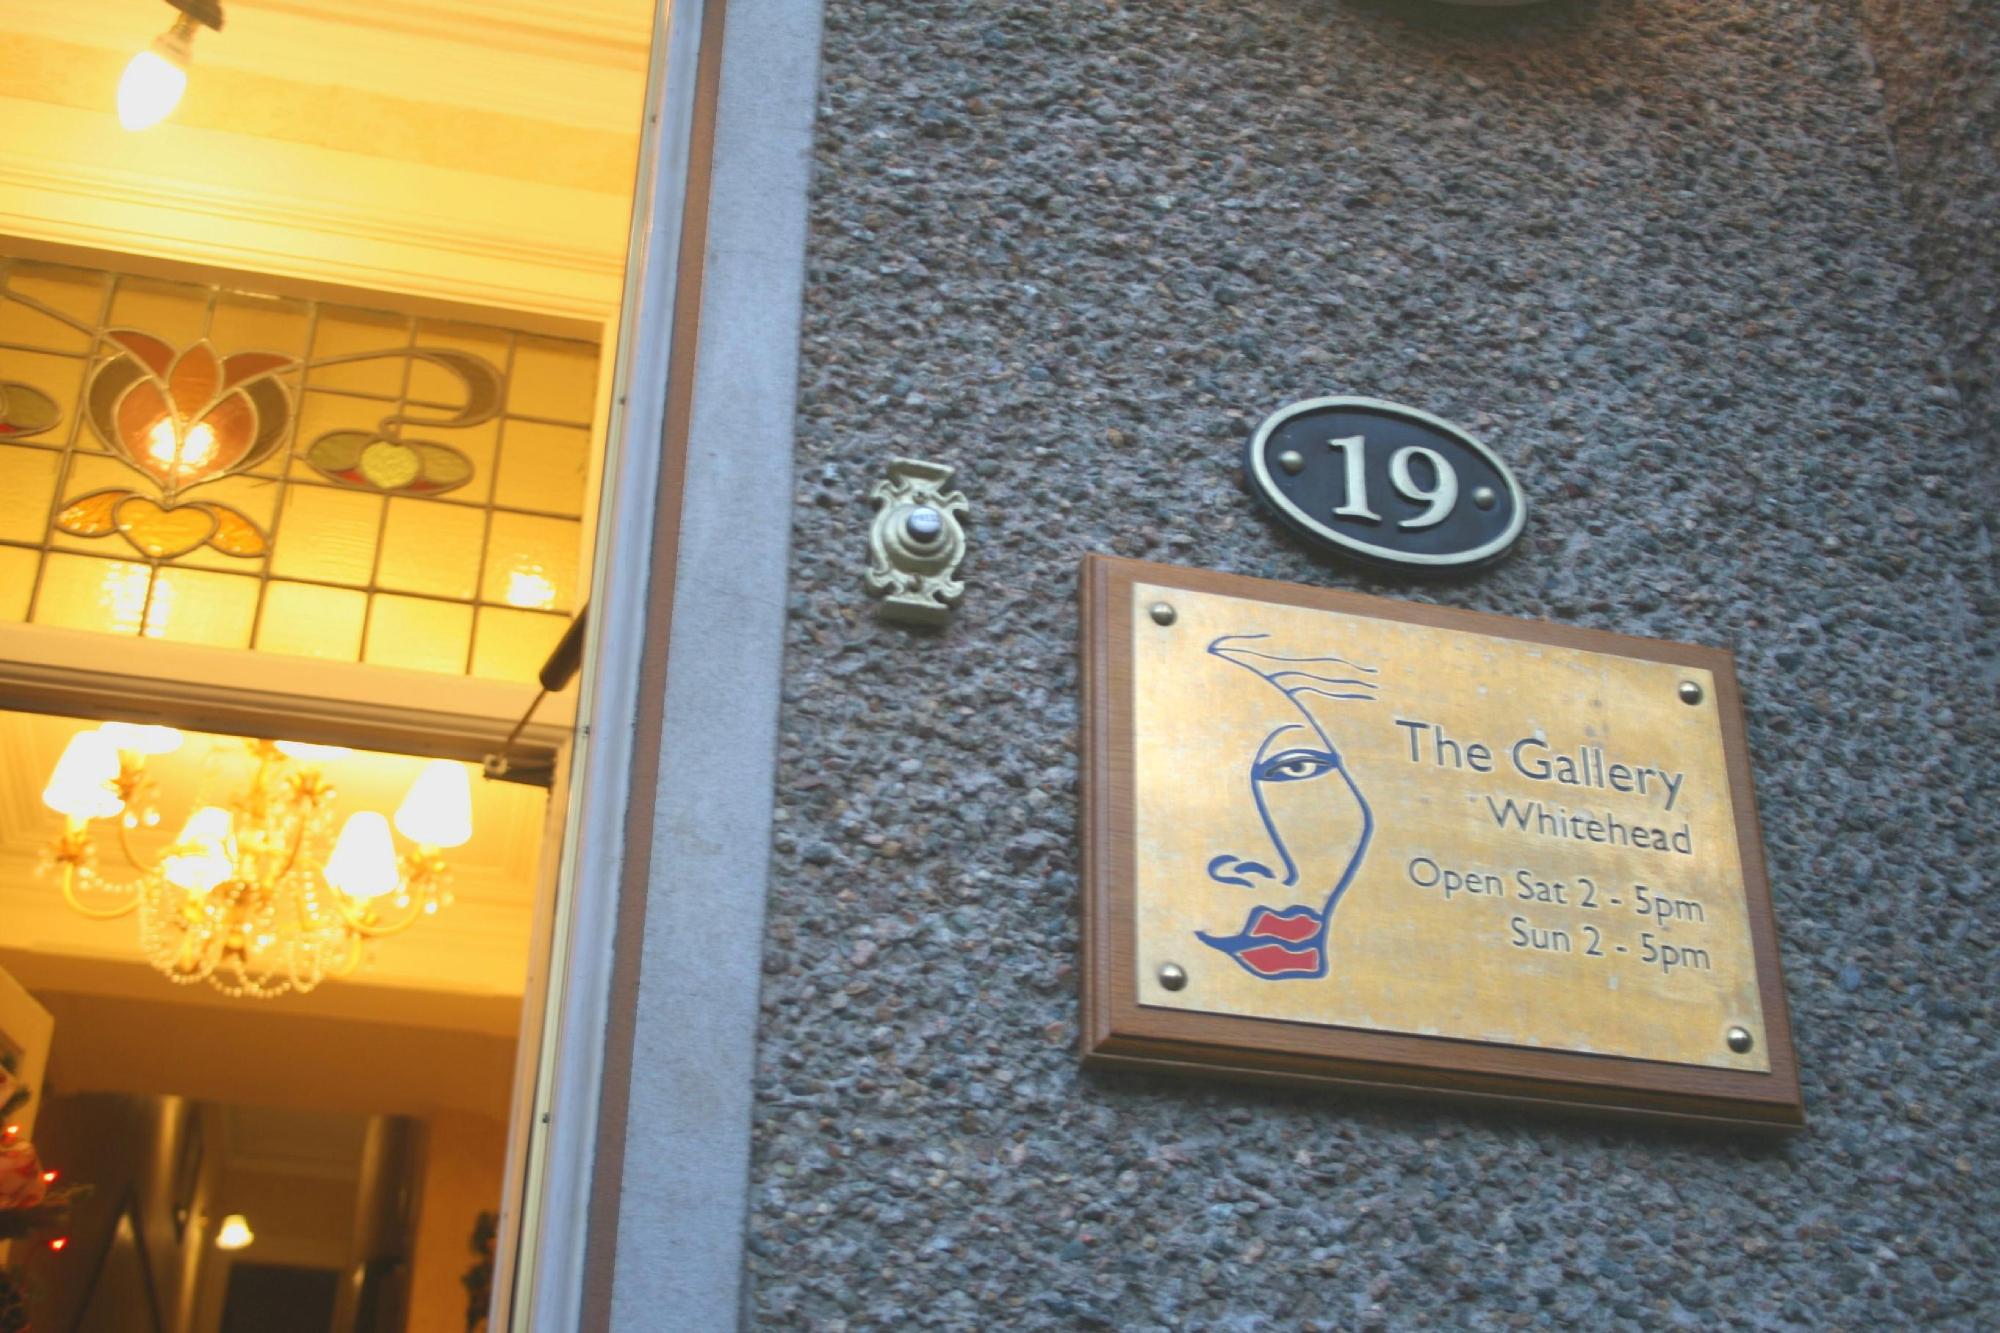 19
The Gallery
Whitehead
Open Sat 2 - 5pm
Sun 2 - 5pm